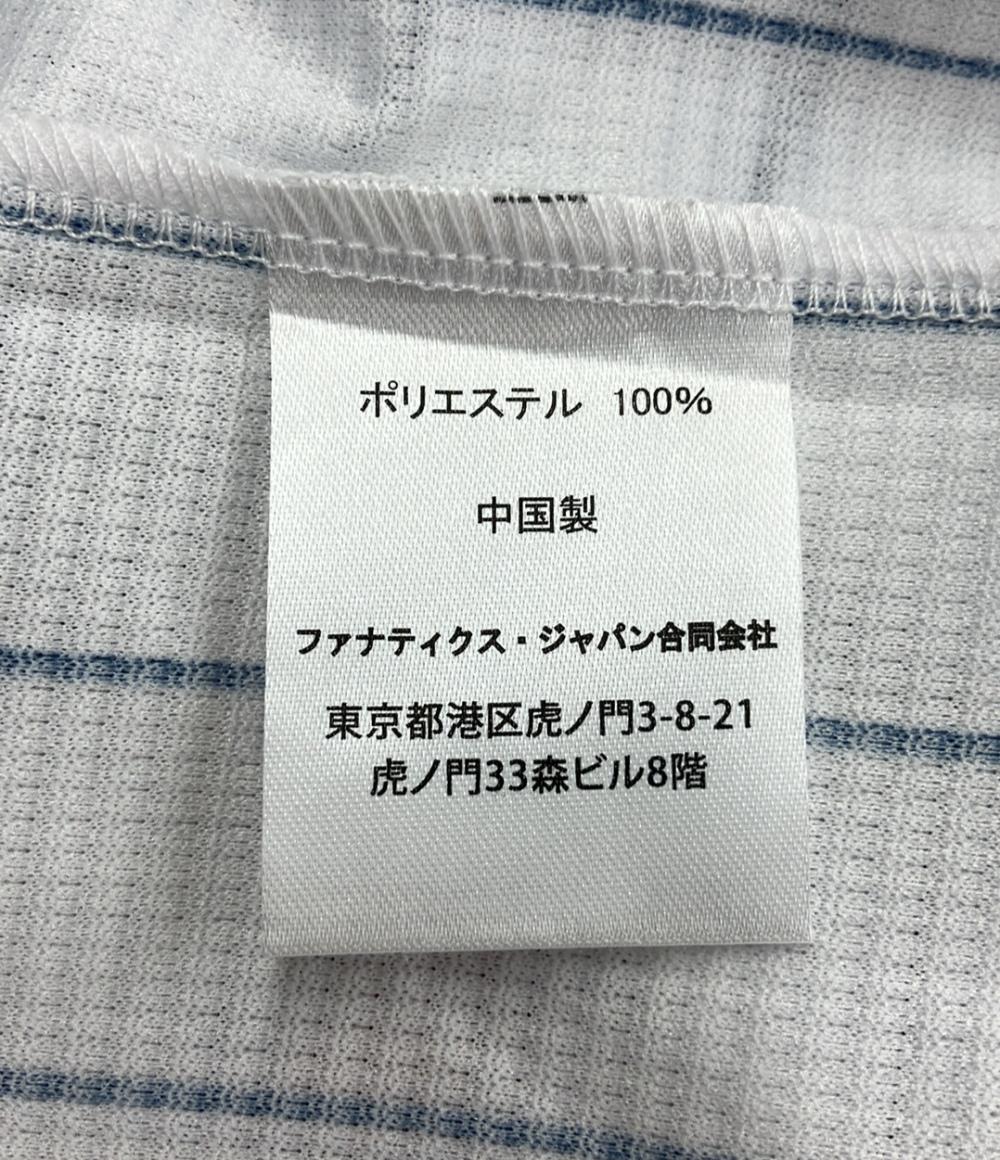 ポリエステル 100%
中国製
ファナティクス・ジャパン合同会社
東京都港区虎ノ門3-8-21
虎ノ門33森ビル8階